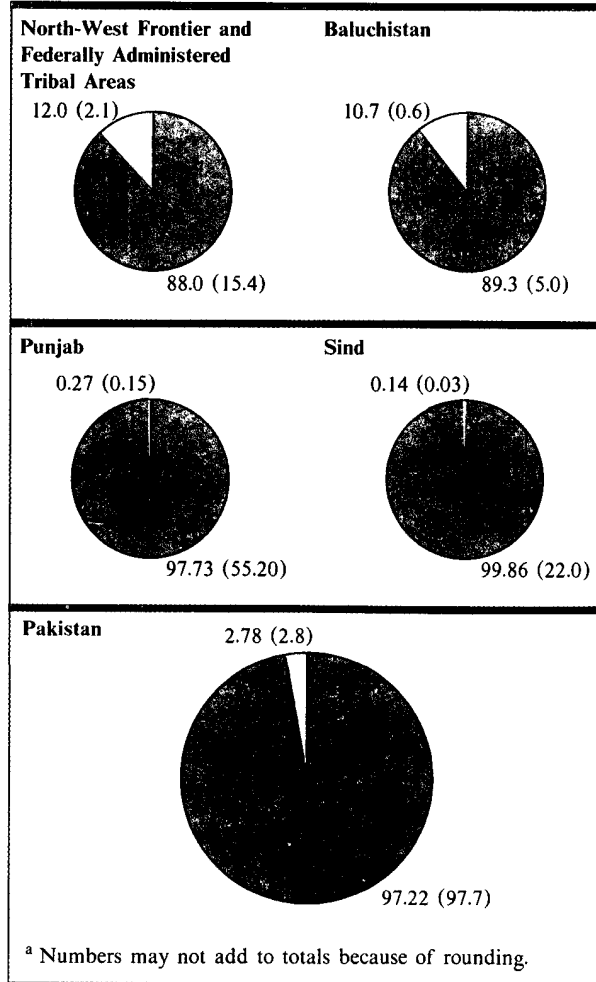 North-West Frontier and
Federally Administered
Tribal Areas
12.0 (2.1)
88.0 (15.4)
Baluchistan
10.7 (0.6)
89.3 (5.0)
Punjab
0.27 (0.15)
97.73 (55.20)
Sind
0.14 (0.03)
99.86 (22.0)
Pakistan
2.78 (2.8)
97.22 (97.7)
a Numbers may not add to totals because of rounding.